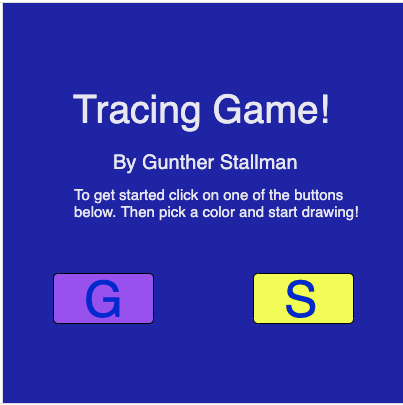 Tracing Game!
By Gunther Stallman
To get started click on one of the buttons
below. Then pick a color and start drawing!
G
S